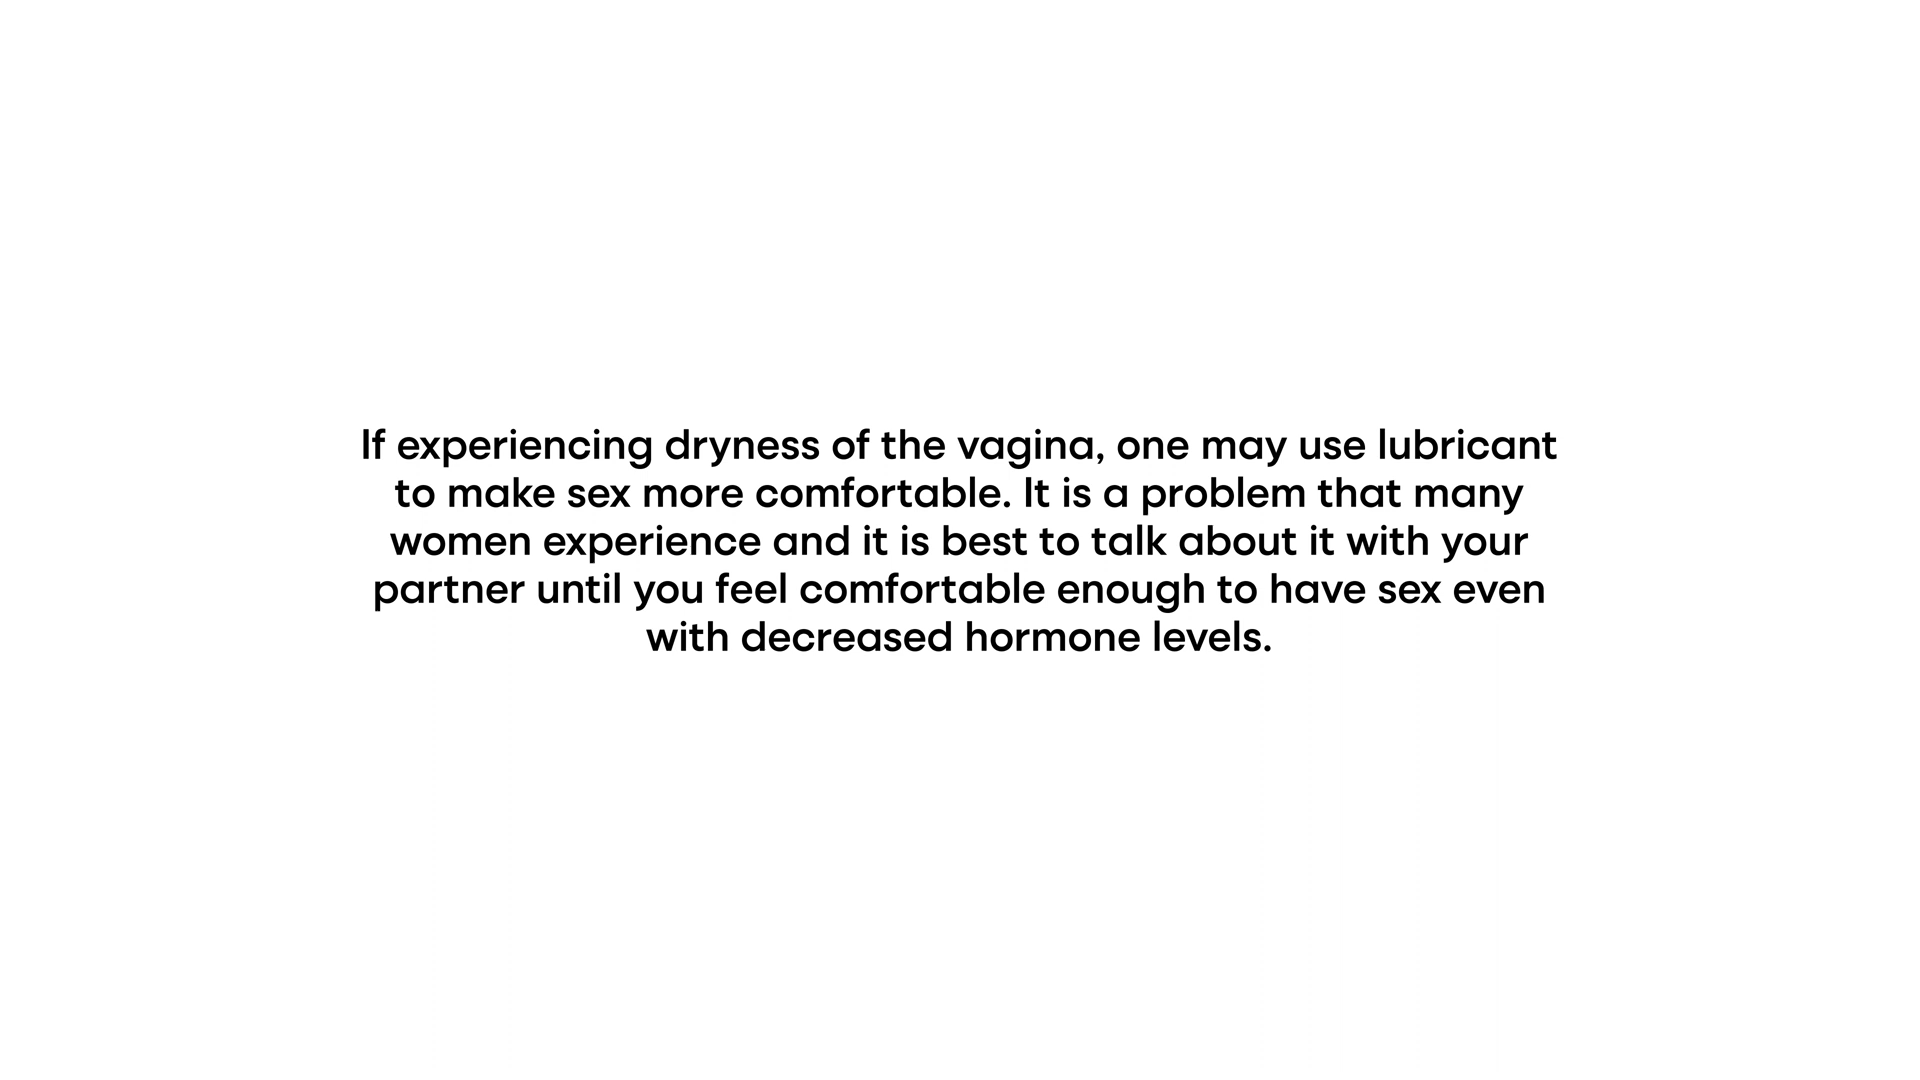 If experiencing dryness of the vagina, one may use lubricant
to make sex more comfortable. It is a problem that many
women experience and it is best to talk about it with your
partner until you feel comfortable enough to have sex even
with decreased hormone levels.